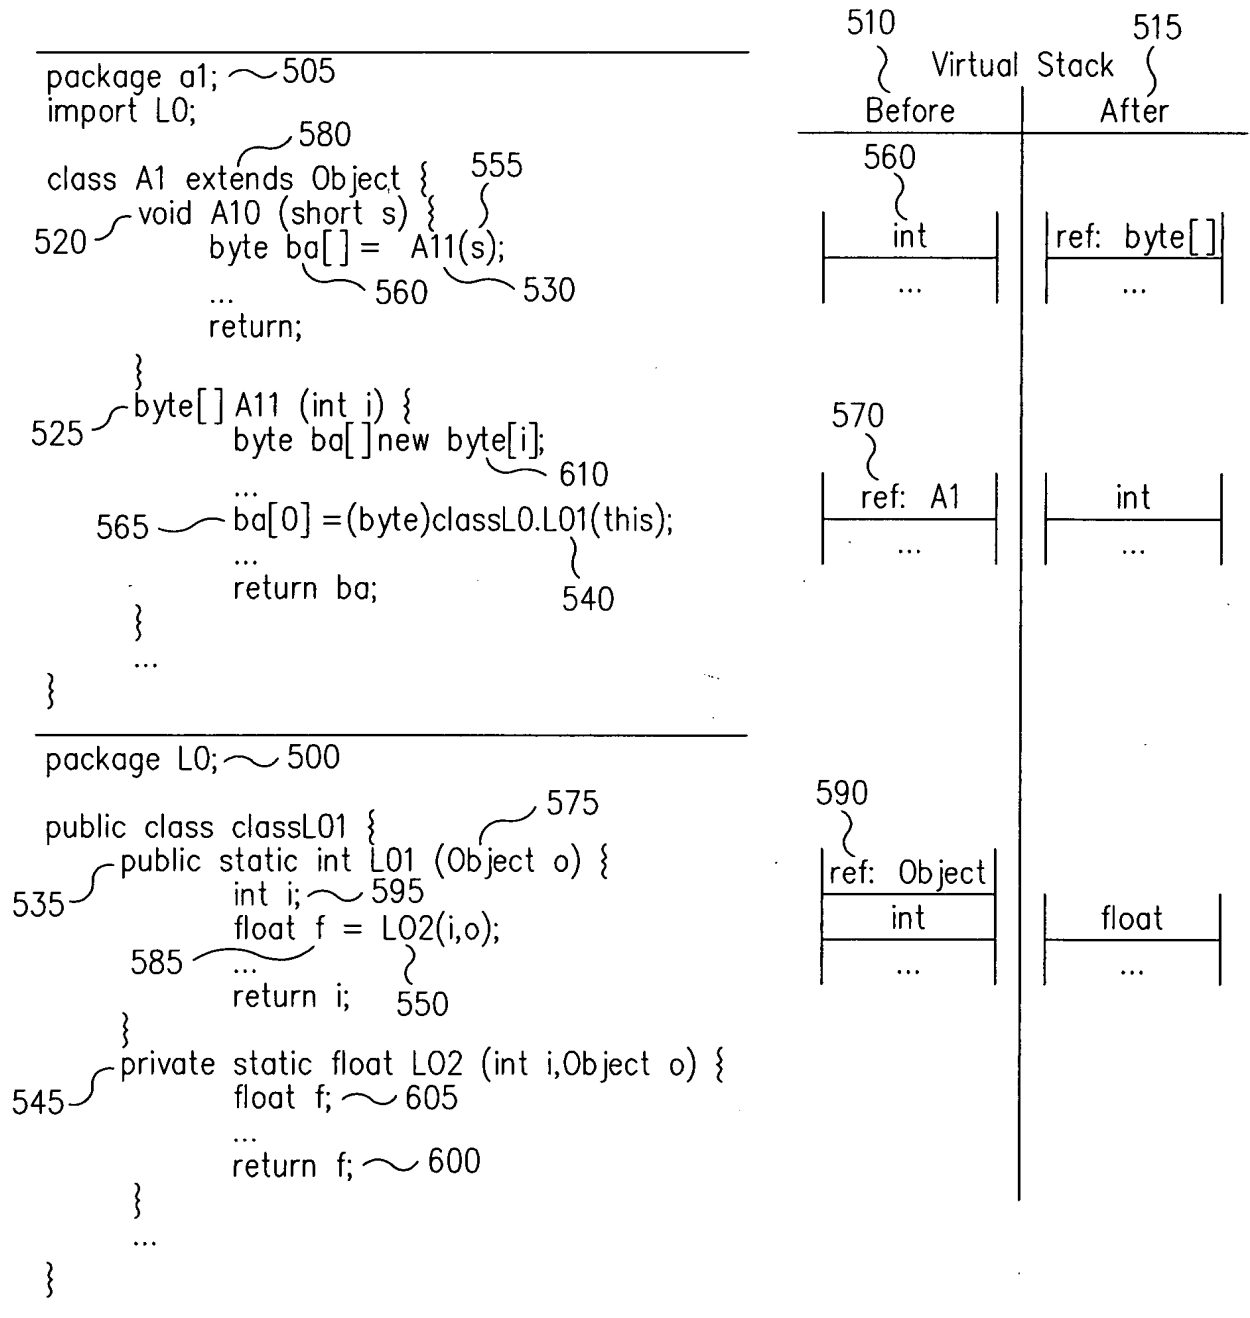 510
515
Virtual Stack
Before After
package a1; 505
import L0;
580
class A1 extends Object { 555
520 void A10 (short s) {
byte ba[] = A11(s);
560 530
...
return;
}
525 byte[] A11 (int i) {
byte ba[]new byte[i];
610
...
565 ba[0] =(byte)classL0.L01(this);
...
540
return ba;
}
...
}
560
int ref: byte[]
... ...
570
ref: A1 int
... ...
package L0; 500
575
public class classL01 {
535 public static int L01 (Object o) {
int i; 595
float f = L02(i,o);
585 550
...
return i;
}
545 private static float L02 (int i,Object o) {
float f; 605
...
return f; 600
}
...
}
590
ref: Object
int float
... ...